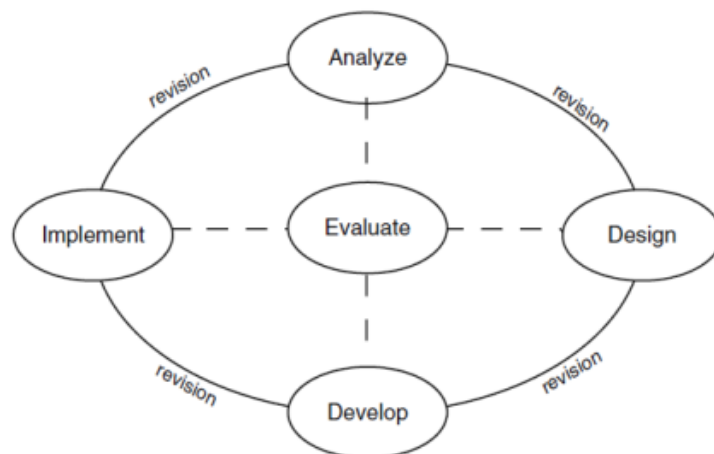 Analyze
revision
revision
Implement
Evaluate
Design
revision
revision
Develop